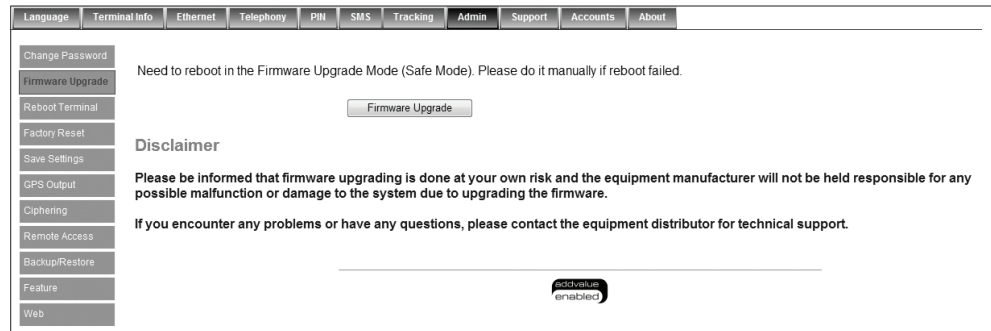 Language Terminal Info Ethernet Telephony PIN SMS Tracking Admin Support Accounts About
Change Password
Firmware Upgrade
Reboot Terminal
Factory Reset
Save Settings
GPS Output
Ciphering
Remote Access
Backup/Restore
Feature
Web
Need to reboot in the Firmware Upgrade Mode (Safe Mode). Please do it manually if reboot failed.
Firmware Upgrade
Disclaimer
Please be informed that firmware upgrading is done at your own risk and the equipment manufacturer will not be held responsible for any
possible malfunction or damage to the system due to upgrading the firmware.
If you encounter any problems or have any questions, please contact the equipment distributor for technical support.
addvalue
enabled